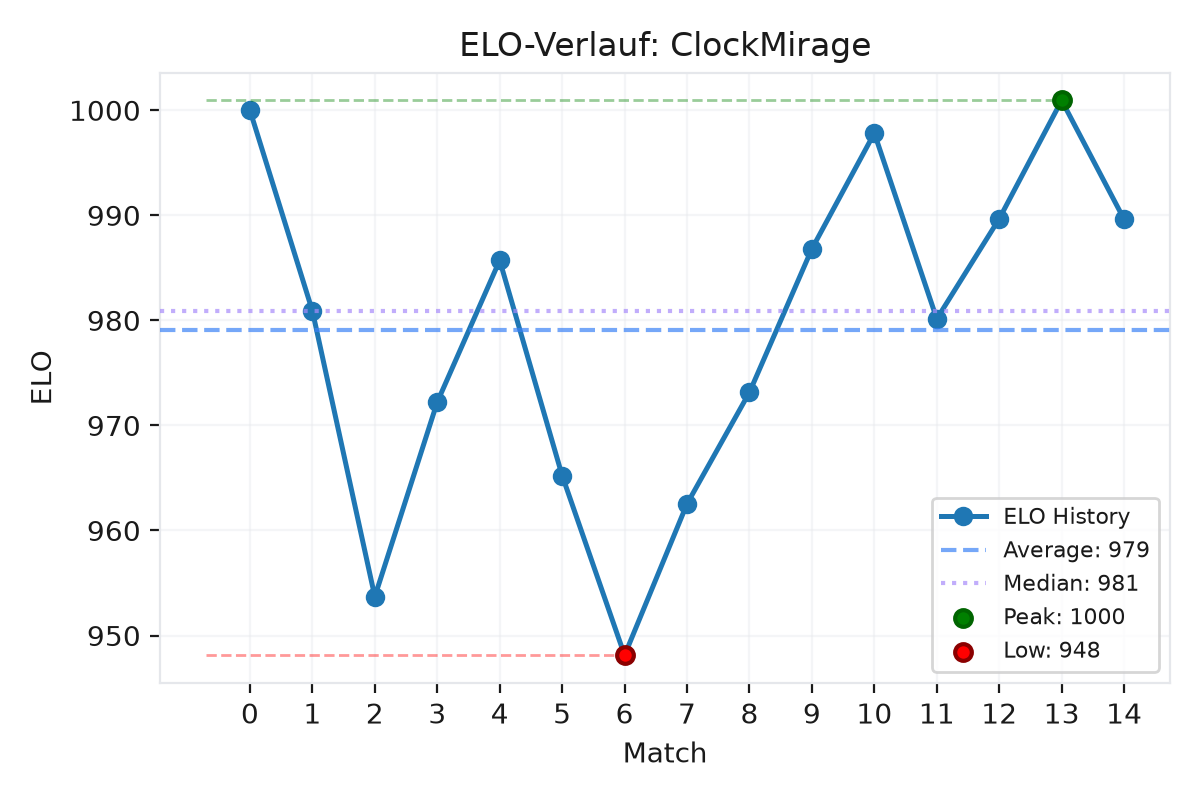 ELO-Verlauf: ClockMirage
1000
990
980
970
960
950
ELO
0 1 2 3 4 5 6 7 8 9 10 11 12 13 14
Match
ELO History
Average: 979
Median: 981
Peak: 1000
Low: 948